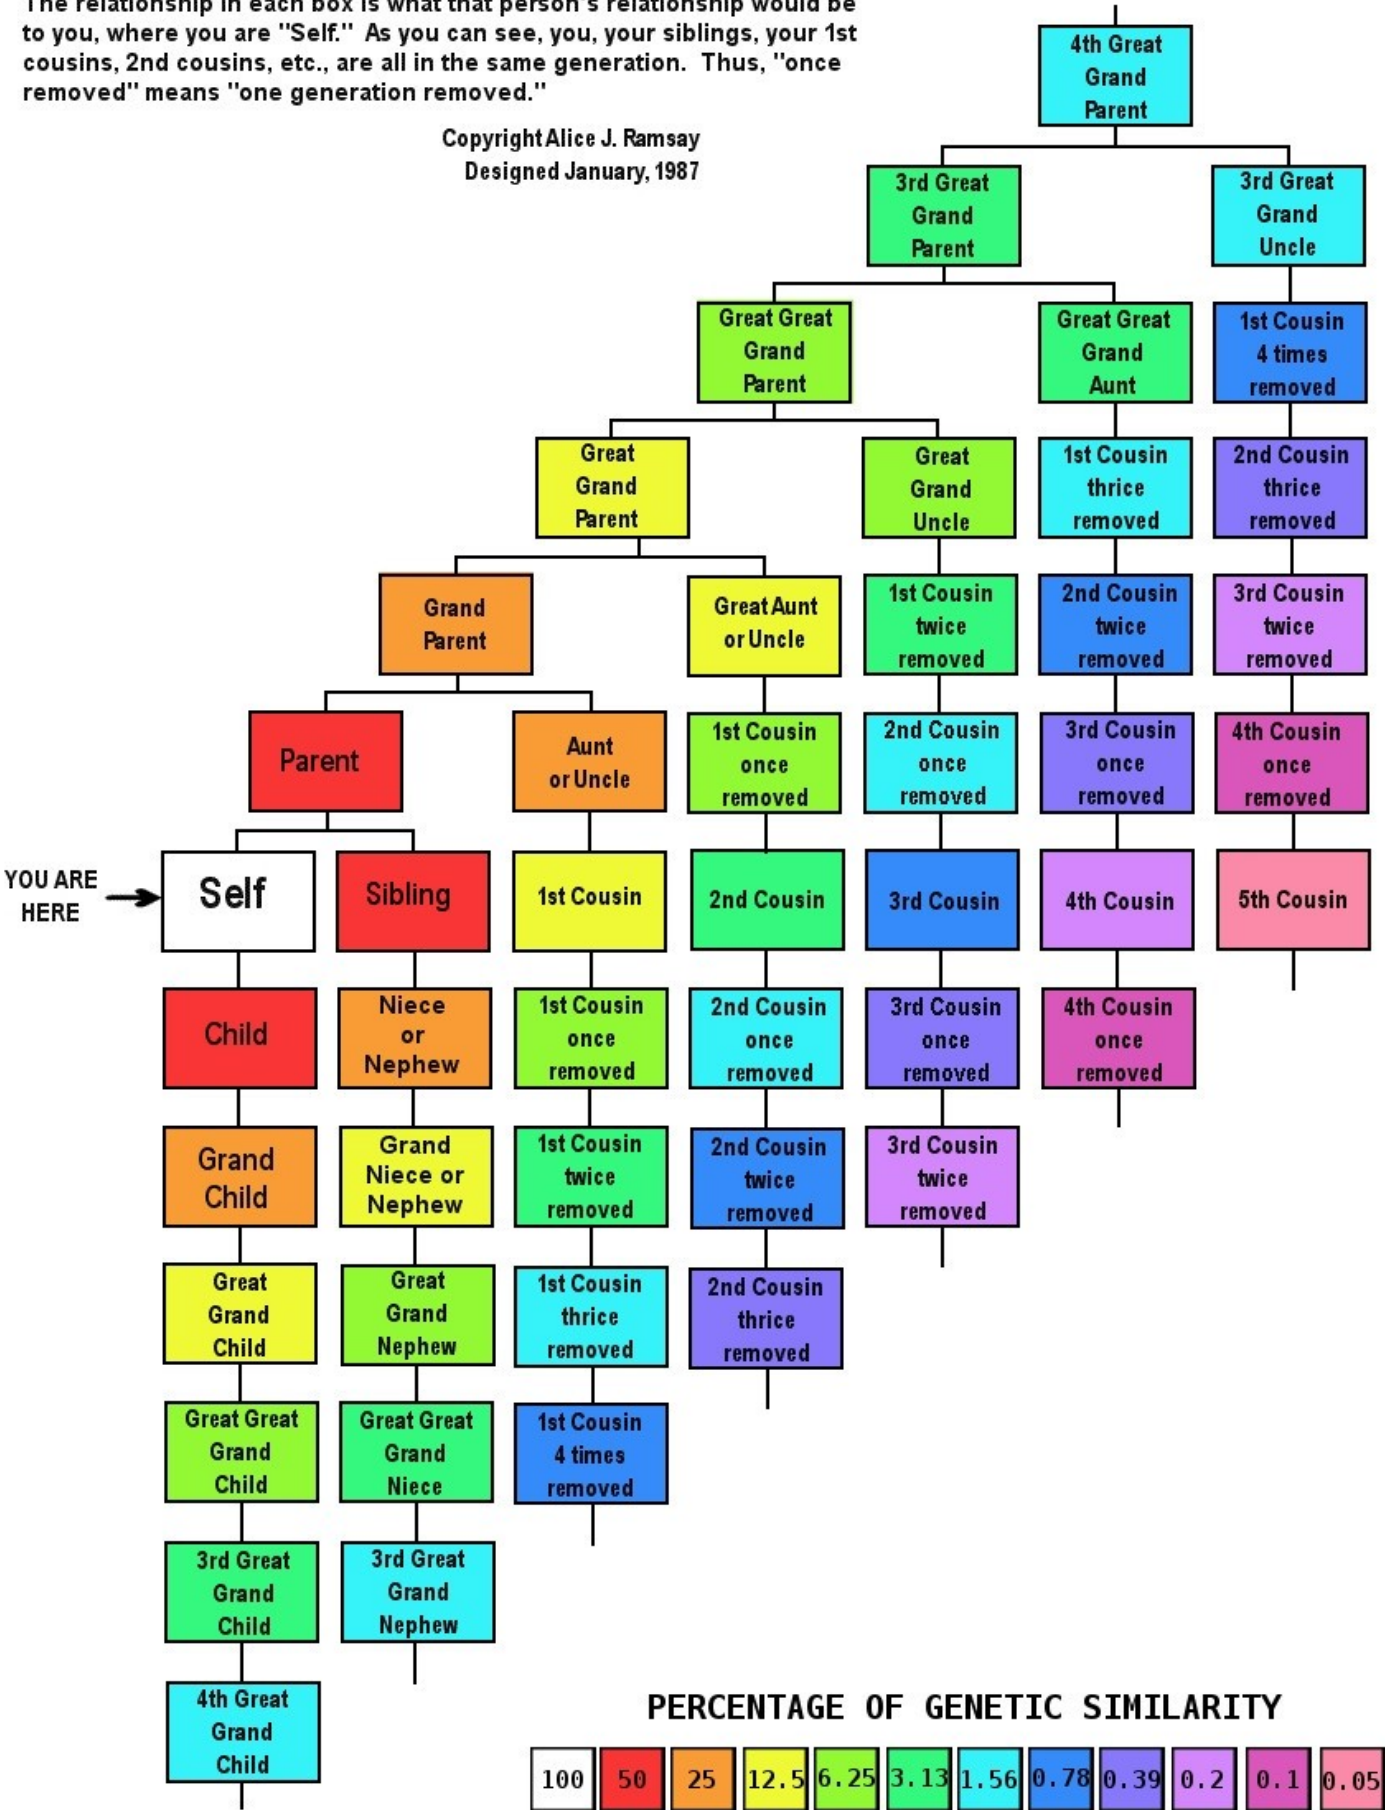 The relationship in each box is what that person's relationship would be
to you, where you are "Self." As you can see, you, your siblings, your 1st
cousins, 2nd cousins, etc., are all in the same generation. Thus, "once
removed" means "one generation removed."
Copyright Alice J. Ramsay
Designed January, 1987
4th Great
Grand
Parent
3rd Great
Grand
Parent
3rd Great
Grand
Uncle
Great Great
Grand
Parent
Great Great
Grand
Aunt
1st Cousin
4 times
removed
Great
Grand
Parent
Great
Grand
Uncle
1st Cousin
thrice
removed
2nd Cousin
thrice
removed
Grand
Parent
Great Aunt
or Uncle
1st Cousin
twice
removed
2nd Cousin
twice
removed
3rd Cousin
twice
removed
Parent
Aunt
or Uncle
1st Cousin
once
removed
2nd Cousin
once
removed
3rd Cousin
once
removed
4th Cousin
once
removed
YOU ARE
HERE
Self
Sibling
1st Cousin
2nd Cousin
3rd Cousin
4th Cousin
5th Cousin
Child
Niece
or
Nephew
1st Cousin
once
removed
2nd Cousin
once
removed
3rd Cousin
once
removed
4th Cousin
once
removed
Grand
Child
Grand
Niece or
Nephew
1st Cousin
twice
removed
2nd Cousin
twice
removed
3rd Cousin
twice
removed
Great
Grand
Child
Great
Grand
Nephew
1st Cousin
thrice
removed
2nd Cousin
thrice
removed
Great Great
Grand
Child
Great Great
Grand
Niece
1st Cousin
4 times
removed
3rd Great
Grand
Child
3rd Great
Grand
Nephew
4th Great
Grand
Child
PERCENTAGE OF GENETIC SIMILARITY
100 50 25 12.5 6.25 3.13 1.56 0.78 0.39 0.2 0.1 0.05